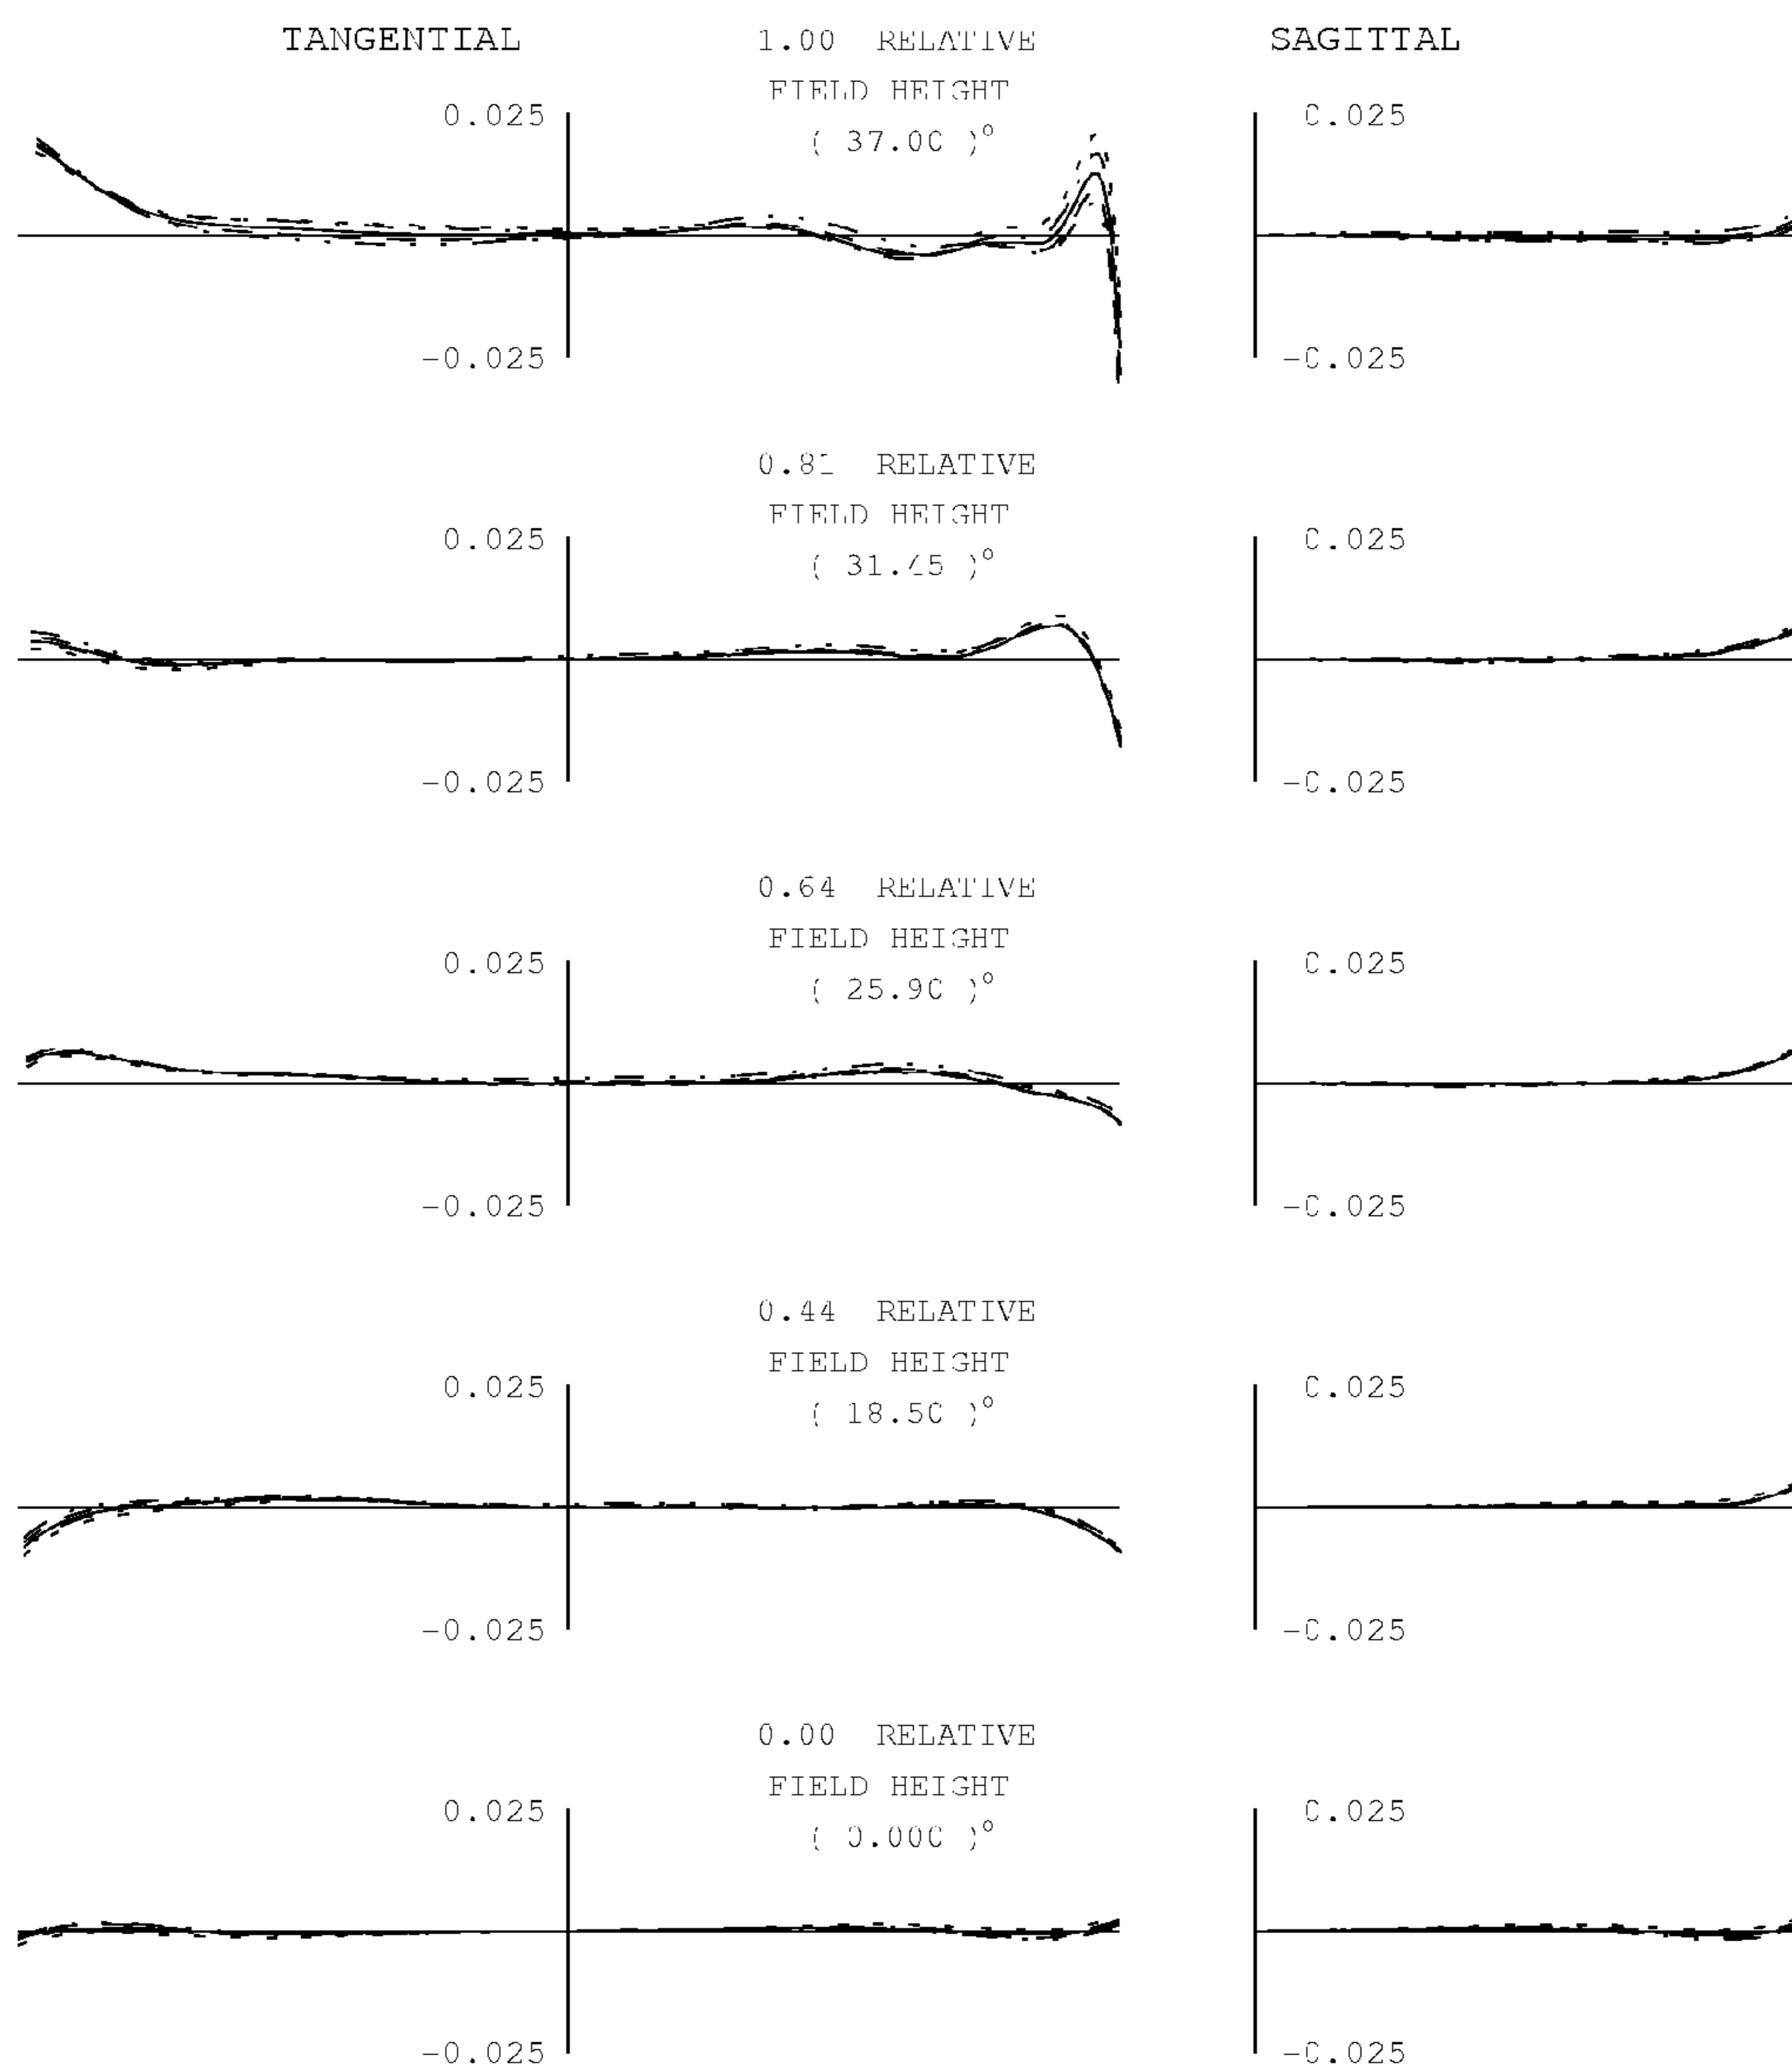 TANGENTIAL 1.00 RELATIVE SAGITTAL
FIELD HEIGHT
0.025 ( 37.00 )° 0.025
-0.025 -0.025
0.81 RELATIVE
FIELD HEIGHT
0.025 ( 31.45 )° 0.025
-0.025 -0.025
0.64 RELATIVE
FIELD HEIGHT
0.025 ( 25.90 )° 0.025
-0.025 -0.025
0.44 RELATIVE
FIELD HEIGHT
0.025 ( 18.50 )° 0.025
-0.025 -0.025
0.00 RELATIVE
FIELD HEIGHT
0.025 ( 0.000 )° 0.025
-0.025 -0.025